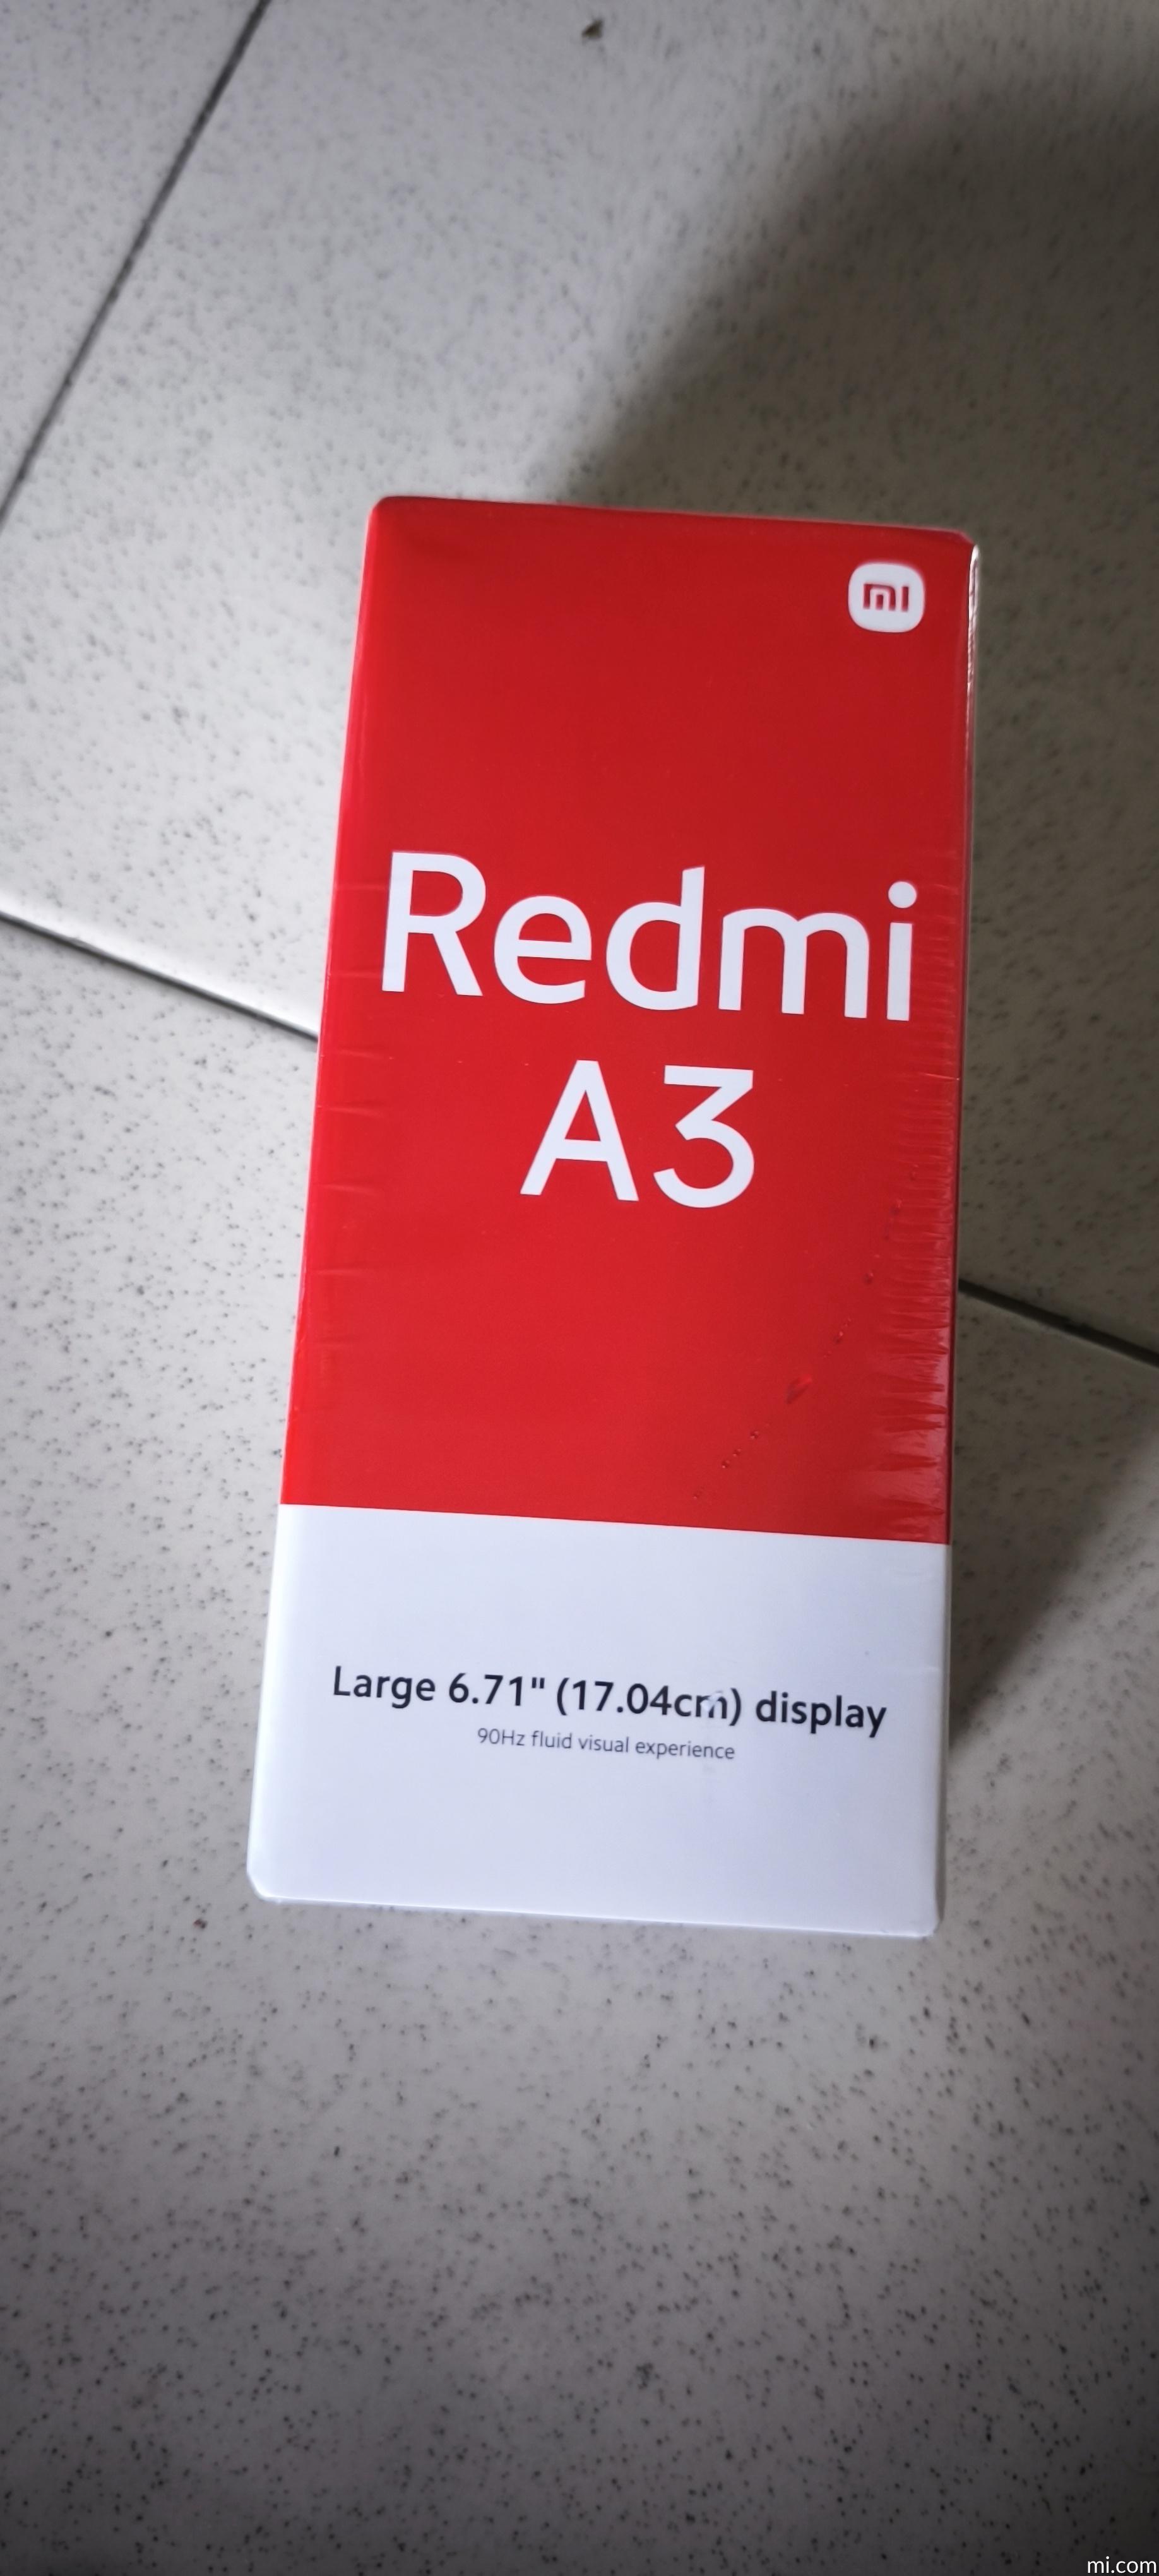 mi
Redmi
A3
Large 6.71" (17.04cm) display
90Hz fluid visual experience
mi.com